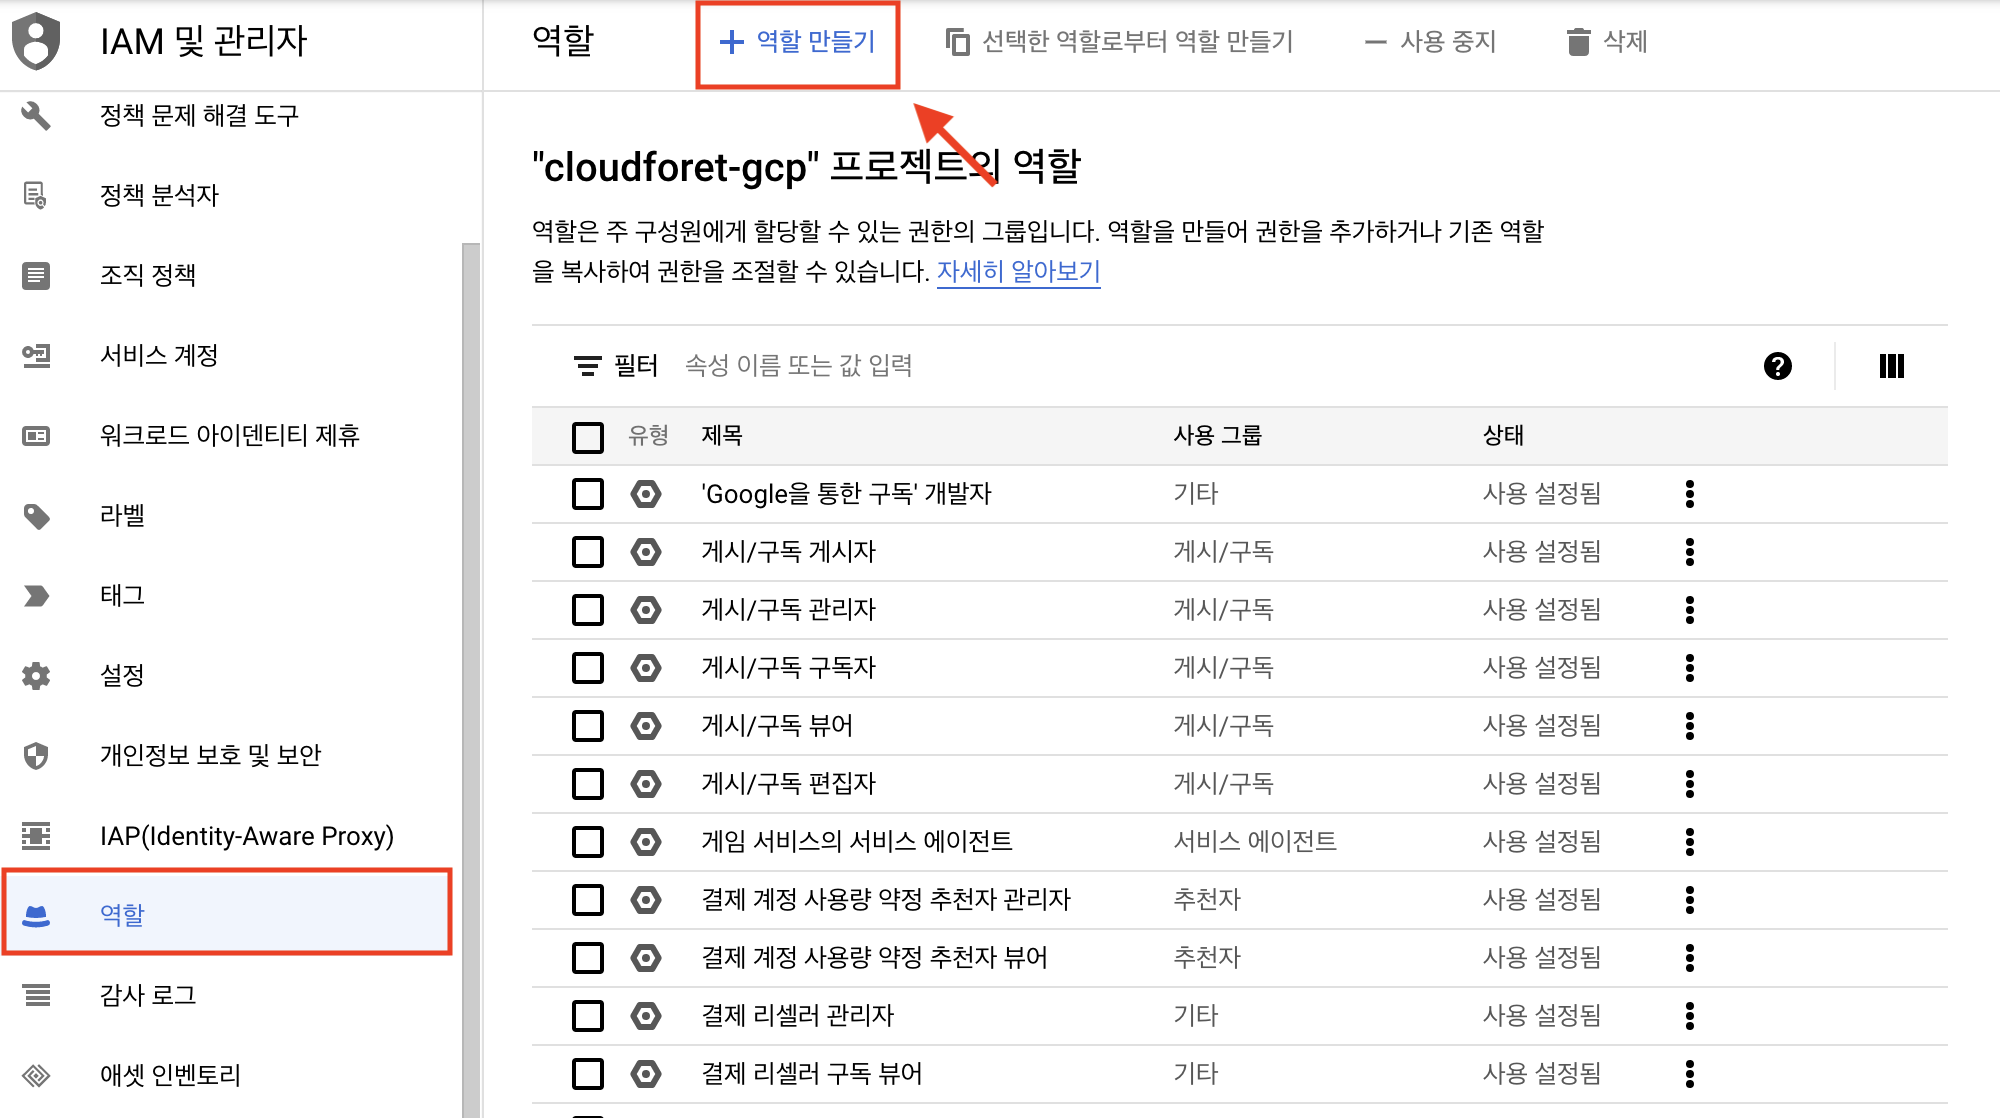 IAM 및 관리자
정책 문제 해결 도구
정책 분석자
조직 정책
서비스 계정
워크로드 아이덴티티 제휴
라벨
태그
설정
개인정보 보호 및 보안
IAP(Identity-Aware Proxy)
역할
감사 로그
애셋 인벤토리
역할 역할 만들기 선택한 역할로부터 역할 만들기 사용 중지 삭제
"cloudforet-gcp" 프로젝트의 역할
역할은 주 구성원에게 할당할 수 있는 권한의 그룹입니다. 역할을 만들어 권한을 추가하거나 기존 역할
을 복사하여 권한을 조절할 수 있습니다. 자세히 알아보기
필터 속성 이름 또는 값 입력
유형 제목 사용 그룹 상태
'Google을 통한 구독' 개발자 기타 사용 설정됨
게시/구독 게시자 게시/구독 사용 설정됨
게시/구독 관리자 게시/구독 사용 설정됨
게시/구독 구독자 게시/구독 사용 설정됨
게시/구독 뷰어 게시/구독 사용 설정됨
게시/구독 편집자 게시/구독 사용 설정됨
게임 서비스의 서비스 에이전트 서비스 에이전트 사용 설정됨
결제 계정 사용량 약정 추천자 관리자 추천자 사용 설정됨
결제 계정 사용량 약정 추천자 뷰어 추천자 사용 설정됨
결제 리셀러 관리자 기타 사용 설정됨
결제 리셀러 구독 뷰어 기타 사용 설정됨